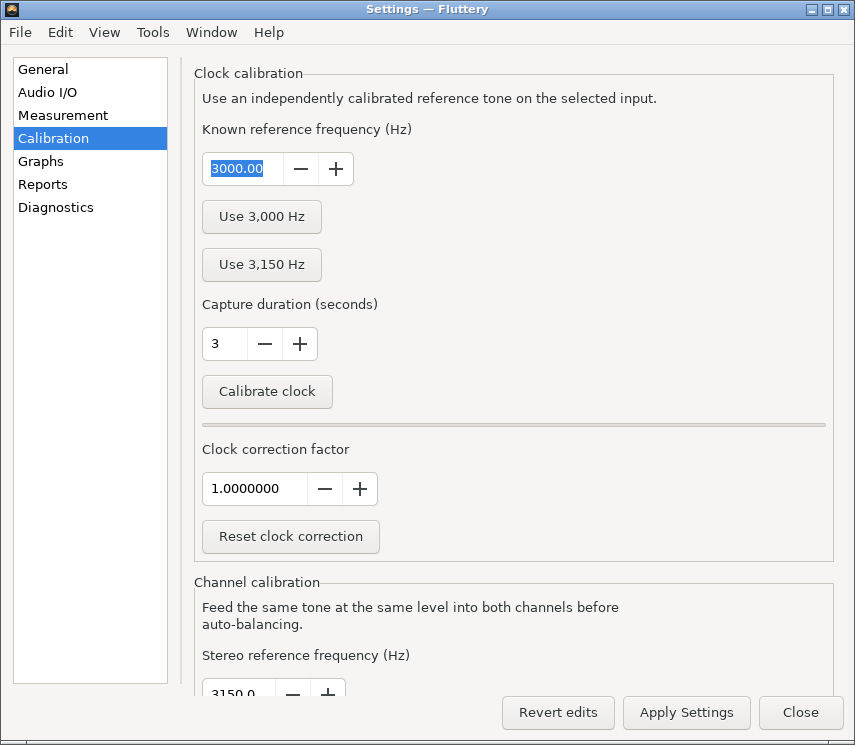 Settings — Fluttery
File Edit View Tools Window Help
General
Audio I/O
Measurement
Calibration
Graphs
Reports
Diagnostics
Clock calibration
Use an independently calibrated reference tone on the selected input.
Known reference frequency (Hz)
3000.00
Use 3,000 Hz
Use 3,150 Hz
Capture duration (seconds)
3
Calibrate clock
Clock correction factor
1.0000000
Reset clock correction
Channel calibration
Feed the same tone at the same level into both channels before
auto-balancing.
Stereo reference frequency (Hz)
3150.0
Revert edits
Apply Settings
Close